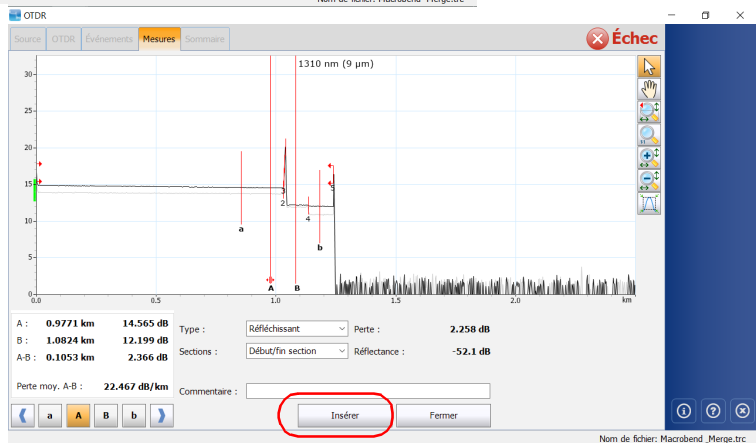 Nom de fichier: Macrobend_Merge.trc
OTDR
Source OTDR Événements Mesures Sommaire
Échec
1310 nm (9 µm)
30
25
20
15
10
5
0
3
2
4
5
a
b
A B
0.0 0.5 1.0 1.5 2.0 km
A : 0.9771 km 14.565 dB
B : 1.0824 km 12.199 dB
A-B : 0.1053 km 2.366 dB
Perte moy. A-B : 22.467 dB/km
Type : Réfléchissant Perte : 2.258 dB
Sections : Début/fin section Réflectance : -52.1 dB
Commentaire :
a A B b
Insérer Fermer
Nom de fichier: Macrobend _Merge.trc